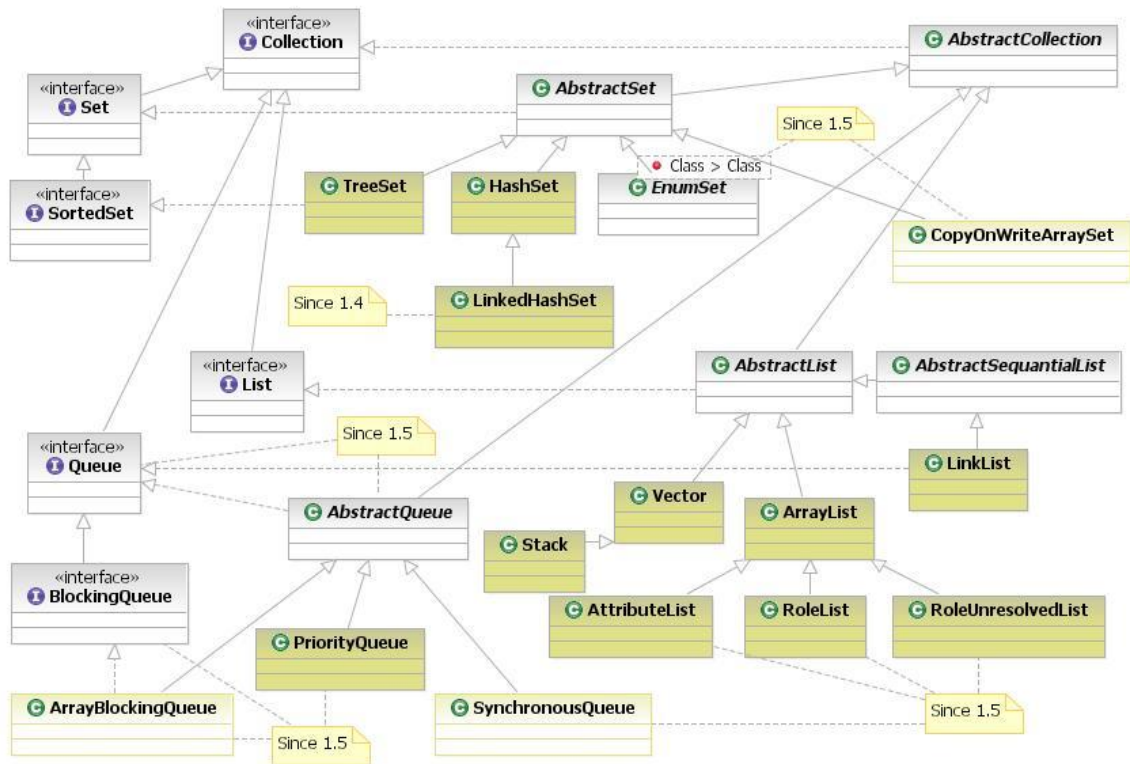 «interface»
Collection
AbstractCollection
«interface»
Set
AbstractSet
Since 1.5
Class > Class
TreeSet
HashSet
EnumSet
«interface»
SortedSet
CopyOnWriteArraySet
Since 1.4
LinkedHashSet
«interface»
List
AbstractList
AbstractSequantialList
Since 1.5
«interface»
Queue
LinkList
Vector
AbstractQueue
ArrayList
Stack
«interface»
BlockingQueue
AttributeList
RoleList
RoleUnresolvedList
PriorityQueue
ArrayBlockingQueue
SynchronousQueue
Since 1.5
Since 1.5